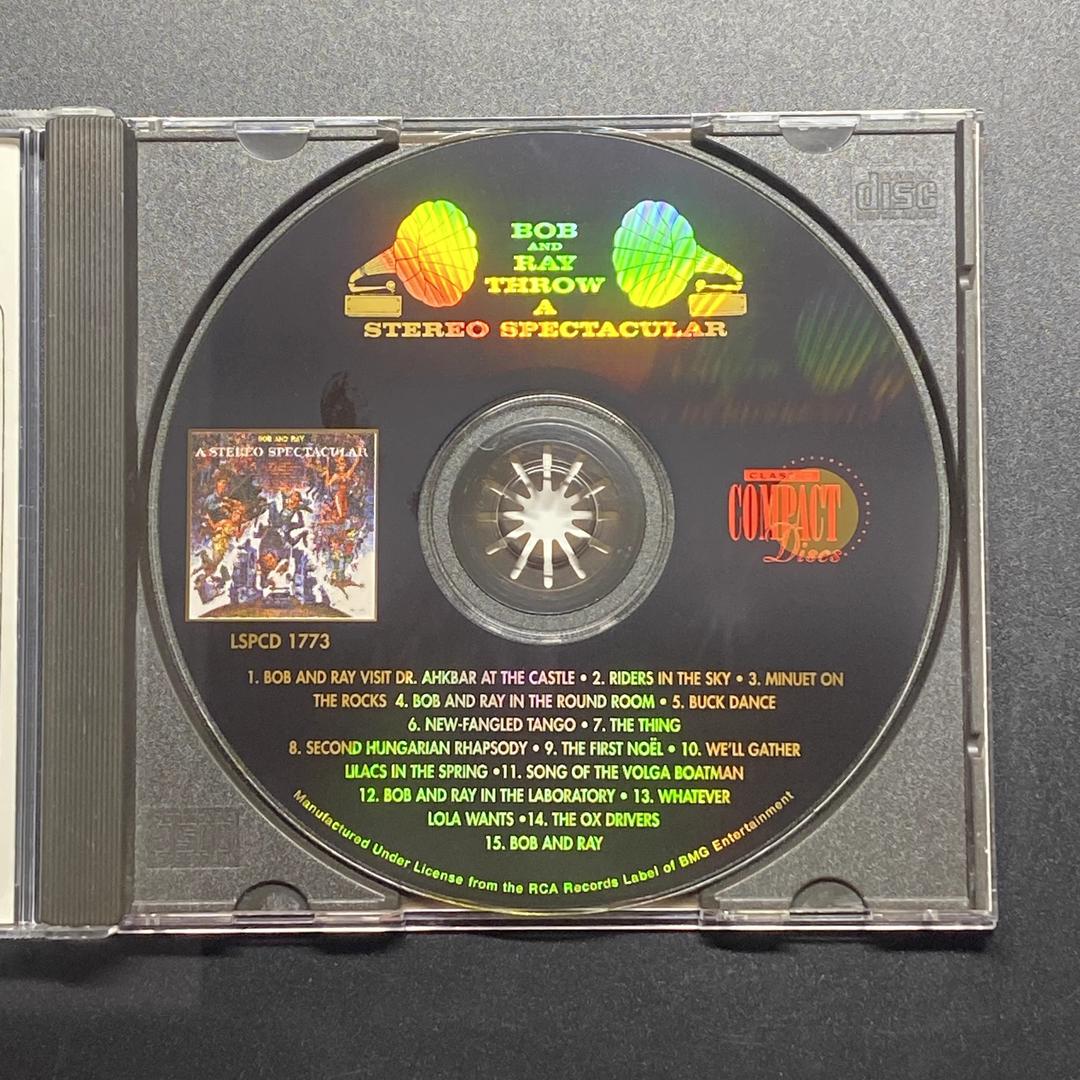 BOB
AND
RAY
THROW
A
STEREO SPECTACULAR
disc
BOB AND RAY
A STEREO SPECTACULAR
COMPACT
Discs
LSPCD 1773
1. BOB AND RAY VISIT DR. AHKBAR AT THE CASTLE • 2. RIDERS IN THE SKY • 3. MINUET ON
THE ROCKS 4. BOB AND RAY IN THE ROUND ROOM • 5. BUCK DANCE
6. NEW-FANGLED TANGO • 7. THE THING
8. SECOND HUNGARIAN RHAPSODY • 9. THE FIRST NOËL • 10. WE'LL GATHER
LILACS IN THE SPRING •11. SONG OF THE VOLGA BOATMAN
12. BOB AND RAY IN THE LABORATORY • 13. WHATEVER
LOLA WANTS •14. THE OX DRIVERS
15. BOB AND RAY
Manufactured Under License from the RCA Records Label of BMG Entertainment